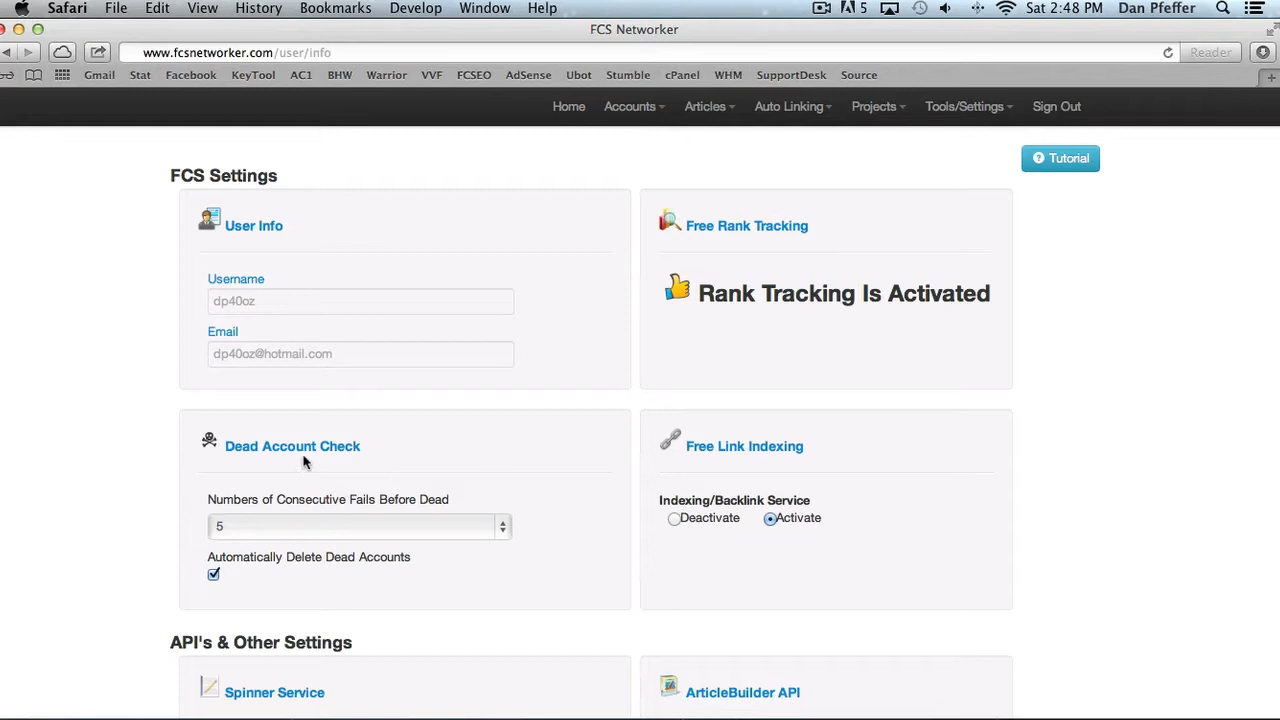 Safari File Edit View History Bookmarks Develop Window Help 5 Sat 2:48 PM Dan Pfeffer
FCS Networker
www.fcsnetworker.com/user/info Reader
Gmail Stat Facebook KeyTool AC1 BHW Warrior VVF FCSEO AdSense Ubot Stumble cPanel WHM SupportDesk Source
Home Accounts Articles Auto Linking Projects Tools/Settings Sign Out
Tutorial
FCS Settings
User Info
Username
dp40oz
Email
dp40oz@hotmail.com
Free Rank Tracking
Rank Tracking Is Activated
Dead Account Check
Numbers of Consecutive Fails Before Dead
5
Automatically Delete Dead Accounts
Free Link Indexing
Indexing/Backlink Service
Deactivate Activate
API's & Other Settings
Spinner Service
ArticleBuilder API